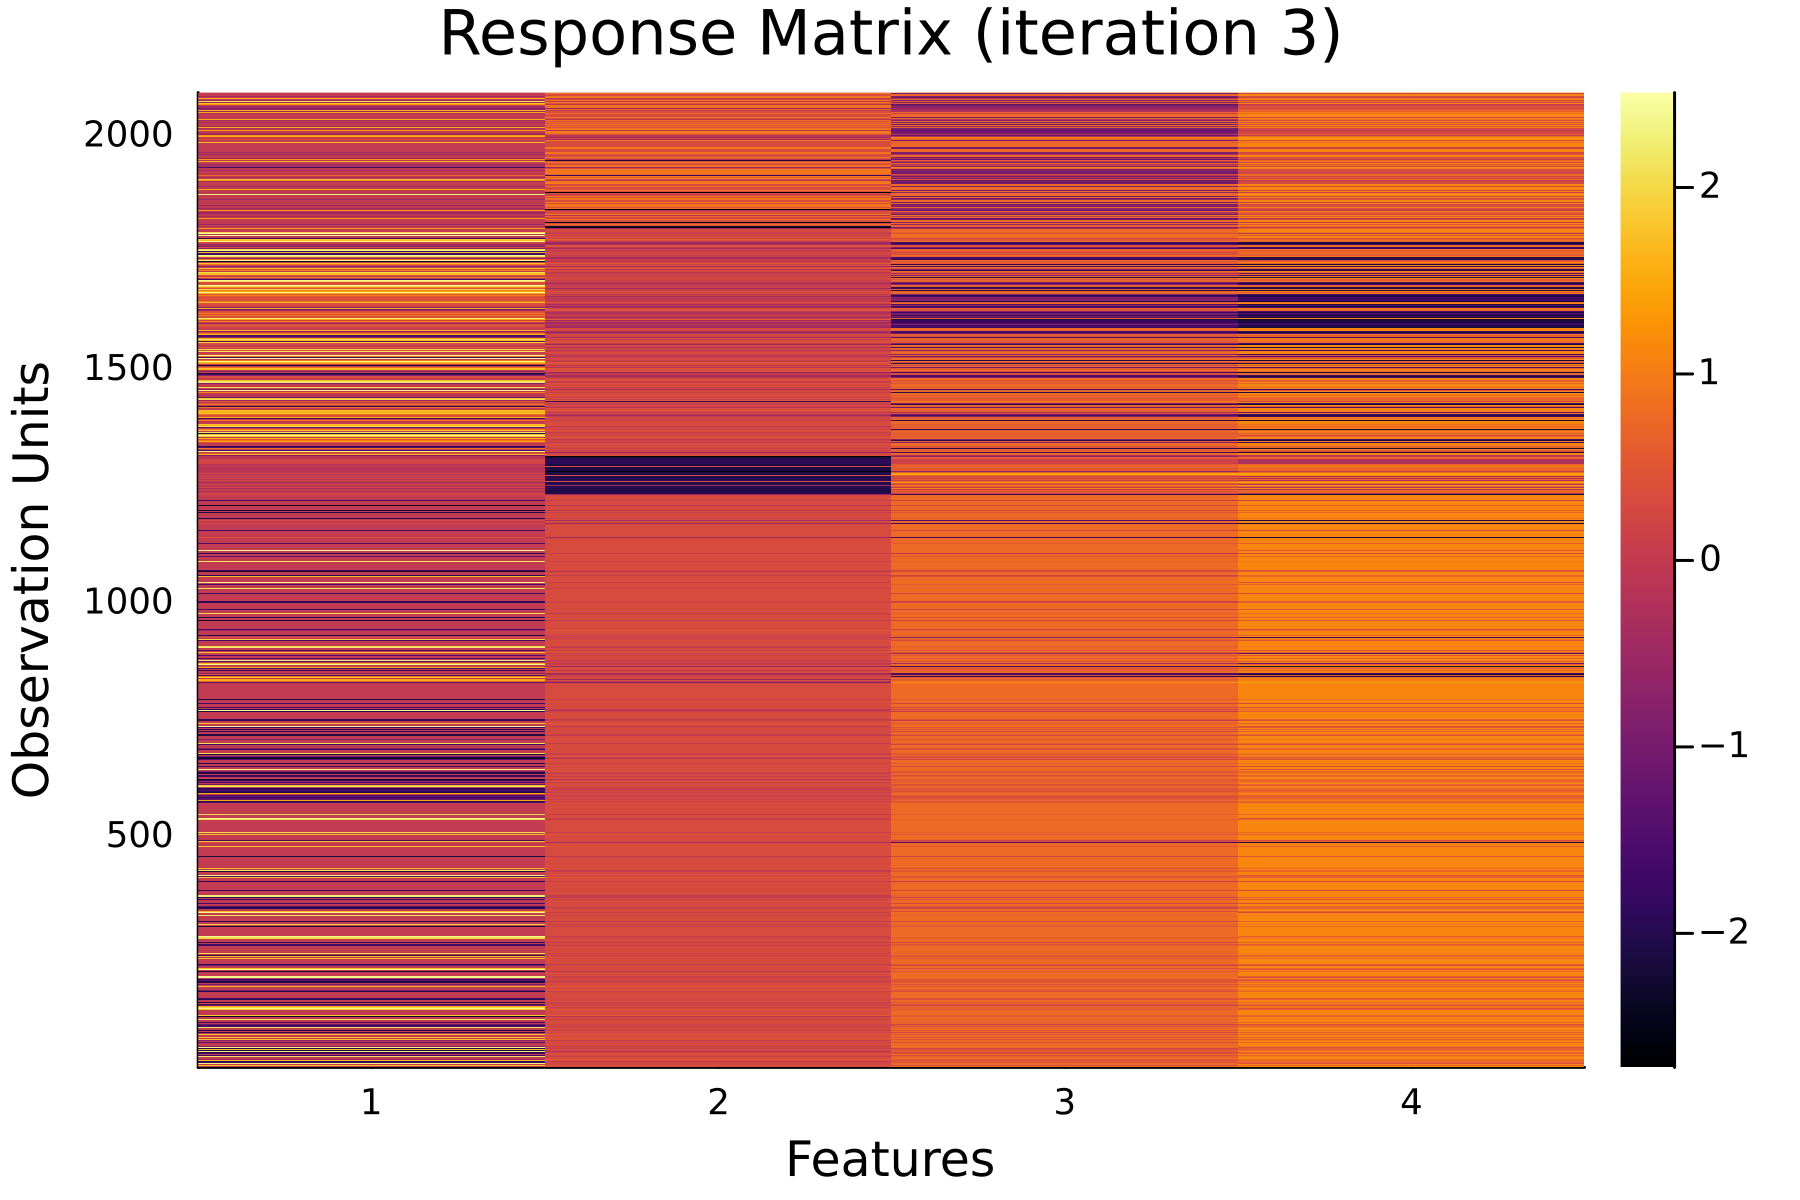 Response Matrix (iteration 3)
Observation Units
2000
1500
1000
500
1 2 3 4
Features
2
1
0
−1
−2